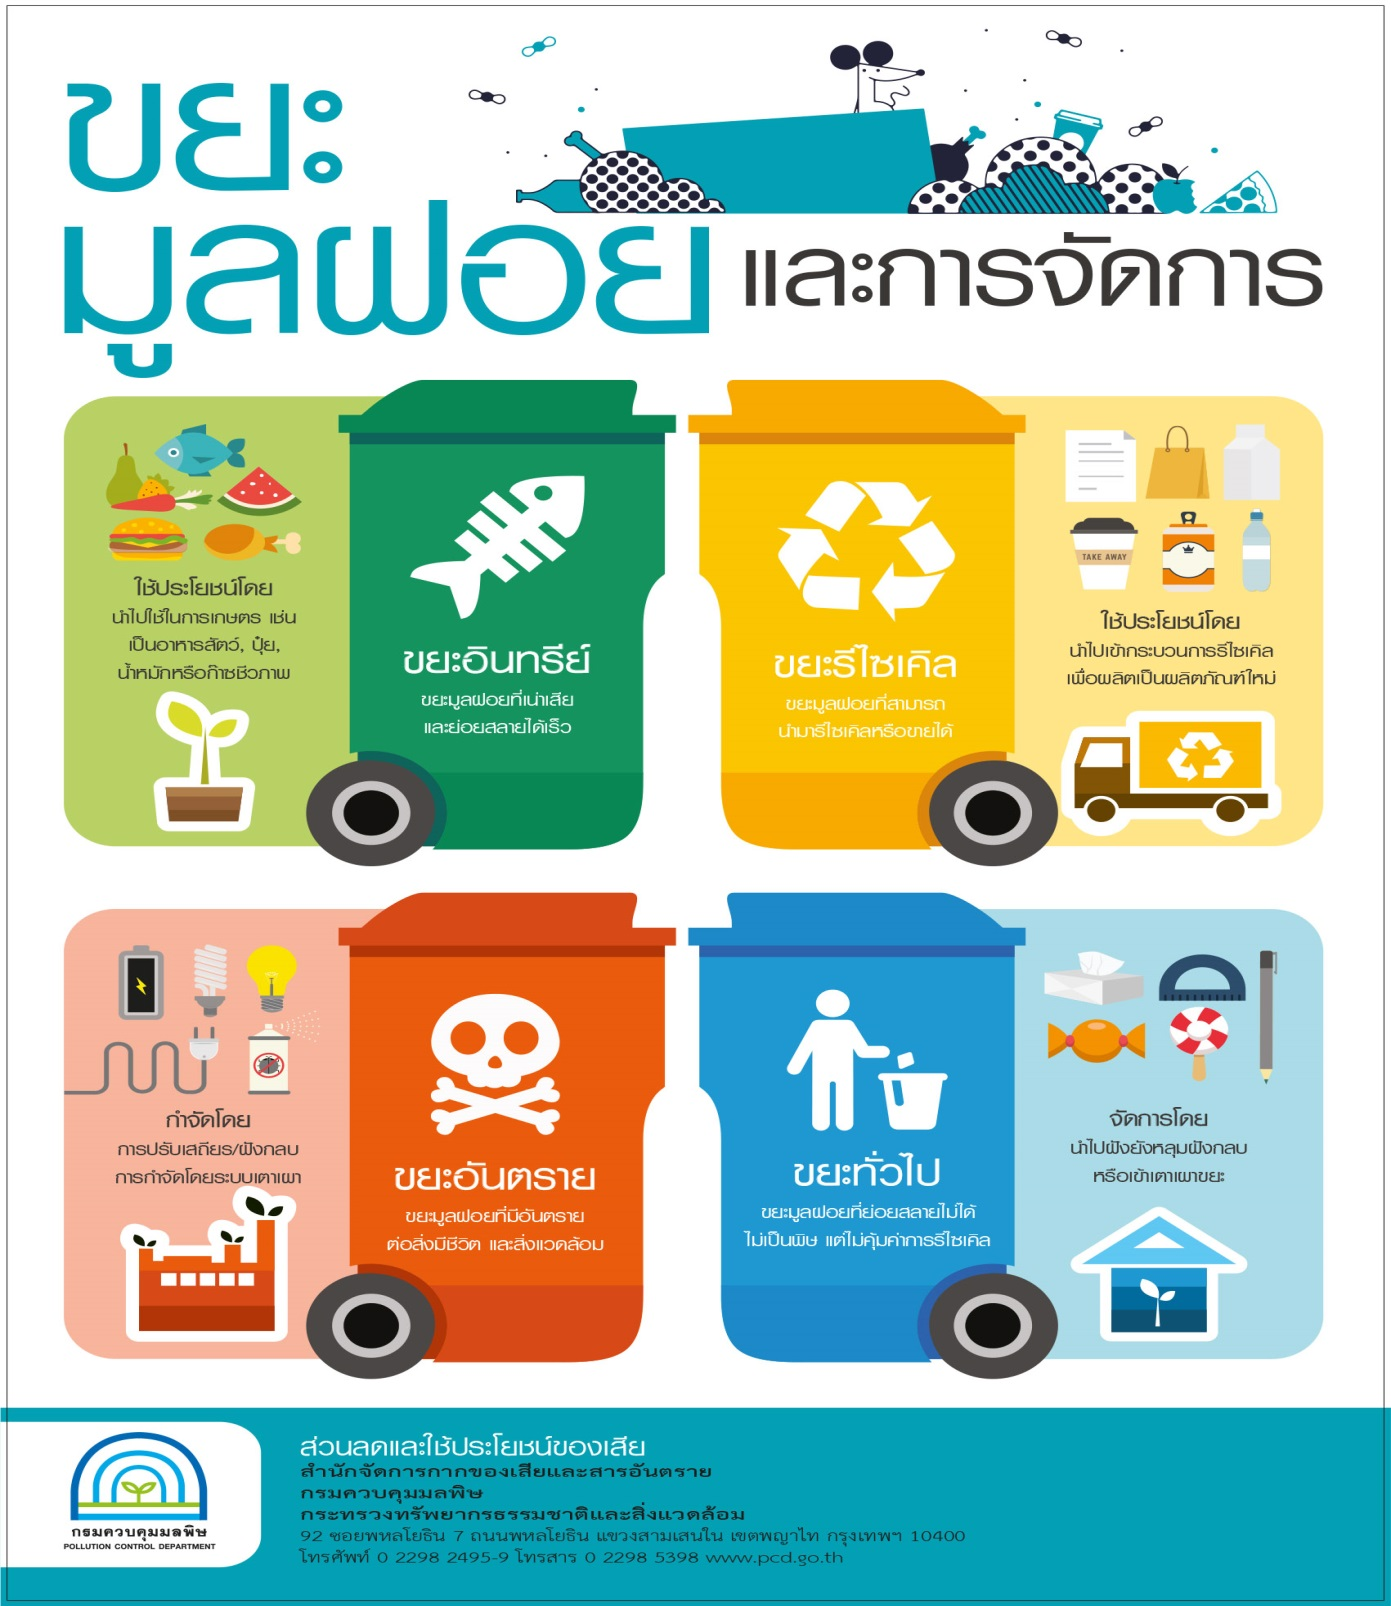 ขยะ
มูลฝอย และการจัดการ
ใช้ประโยชน์โดย
นำไปใช้ในการเกษตร เช่น
เป็นอาหารสัตว์, ปุ๋ย,
น้ำหมักหรือก๊าซชีวภาพ
ขยะอินทรีย์
ขยะมูลฝอยที่เน่าเสีย
และย่อยสลายได้เร็ว
ขยะรีไซเคิล
ขยะมูลฝอยที่สามารถ
นำมารีไซเคิลหรือขายได้
TAKE AWAY
ใช้ประโยชน์โดย
นำไปเข้ากระบวนการรีไซเคิล
เพื่อผลิตเป็นผลิตภัณฑ์ใหม่
กำจัดโดย
การปรับเสถียร/ฝังกลบ
การกำจัดโดยระบบเตาเผา
ขยะอันตราย
ขยะมูลฝอยที่มีอันตราย
ต่อสิ่งมีชีวิต และสิ่งแวดล้อม
ขยะทั่วไป
ขยะมูลฝอยที่ย่อยสลายไม่ได้
ไม่เป็นพิษ แต่ไม่คุ้มค่าการรีไซเคิล
จัดการโดย
นำไปฝังยังหลุมฝังกลบ
หรือเข้าเตาเผาขยะ
กรมควบคุมมลพิษ
POLLUTION CONTROL DEPARTMENT
ส่วนลดและใช้ประโยชน์ของเสีย
สำนักจัดการกากของเสียและสารอันตราย
กรมควบคุมมลพิษ
กระทรวงทรัพยากรธรรมชาติและสิ่งแวดล้อม
92 ซอยพหลโยธิน 7 ถนนพหลโยธิน แขวงสามเสนใน เขตพญาไท กรุงเทพฯ 10400
โทรศัพท์ 0 2298 2495-9 โทรสาร 0 2298 5398 www.pcd.go.th